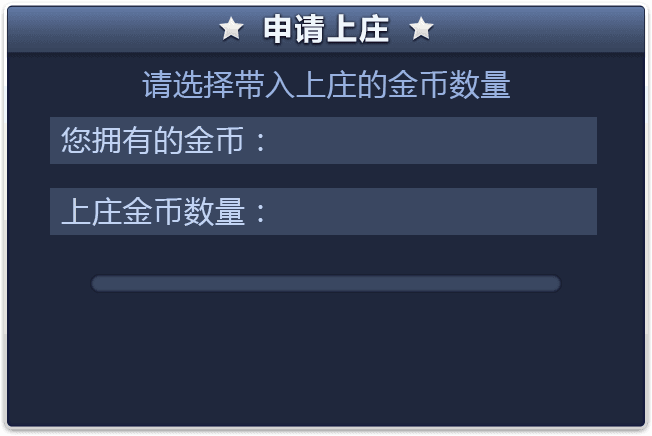 申请上庄
请选择带入上庄的金币数量
您拥有的金币：
上庄金币数量：